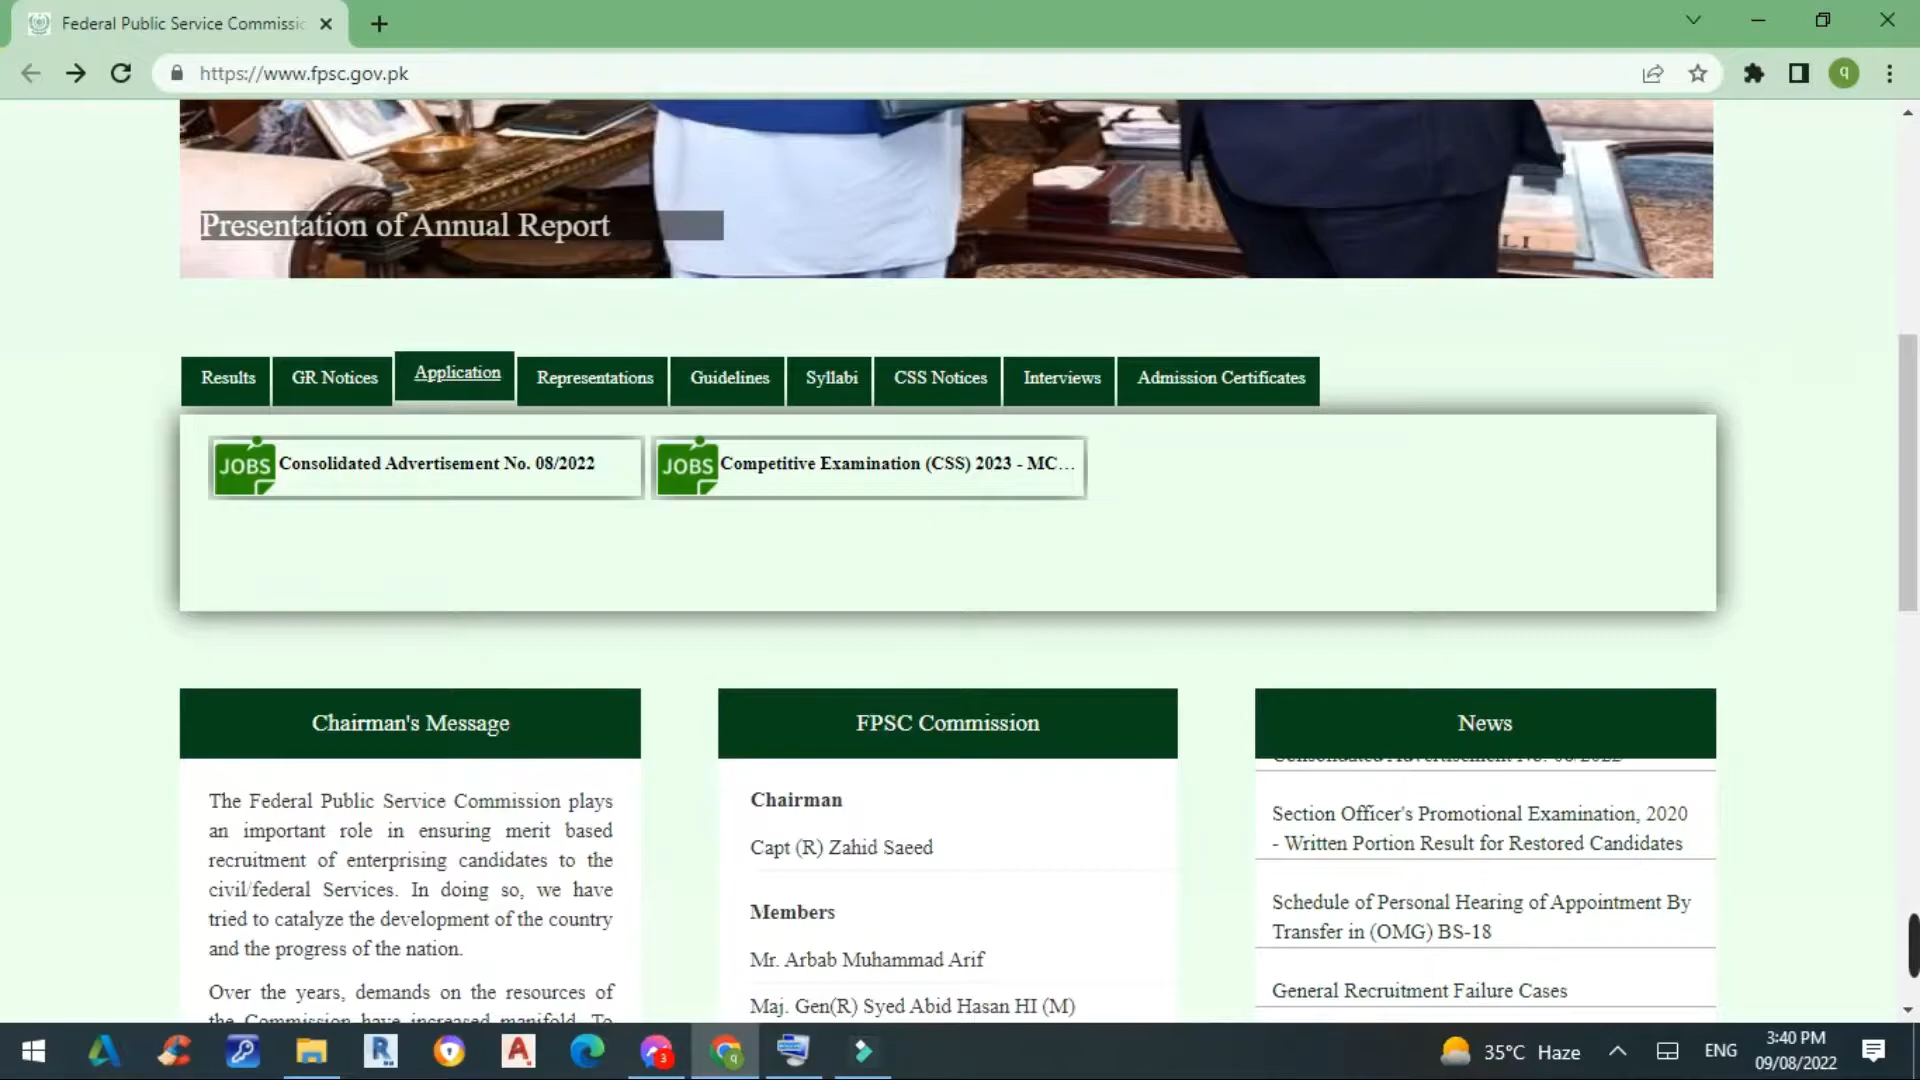 Federal Public Service Commissic
https://www.fpsc.gov.pk
q
LLI
Presentation of Annual Report
Results
GR Notices
Application
Representations
Guidelines
Syllabi
CSS Notices
Interviews
Admission Certificates
JOBS
Consolidated Advertisement No. 08/2022
JOBS
Competitive Examination (CSS) 2023 - MC...
Chairman's Message
The Federal Public Service Commission plays
an important role in ensuring merit based
recruitment of enterprising candidates to the
civil/federal Services. In doing so, we have
tried to catalyze the development of the country
and the progress of the nation.
Over the years, demands on the resources of
the Commission have increased manifold. To
FPSC Commission
Chairman
Capt (R) Zahid Saeed
Members
Mr. Arbab Muhammad Arif
Maj. Gen(R) Syed Abid Hasan HI (M)
News
Consolidated Advertisement No. 08/2022
Section Officer's Promotional Examination, 2020
- Written Portion Result for Restored Candidates
Schedule of Personal Hearing of Appointment By
Transfer in (OMG) BS-18
General Recruitment Failure Cases
R
A
3
q
35°C Haze
ENG
3:40 PM
09/08/2022